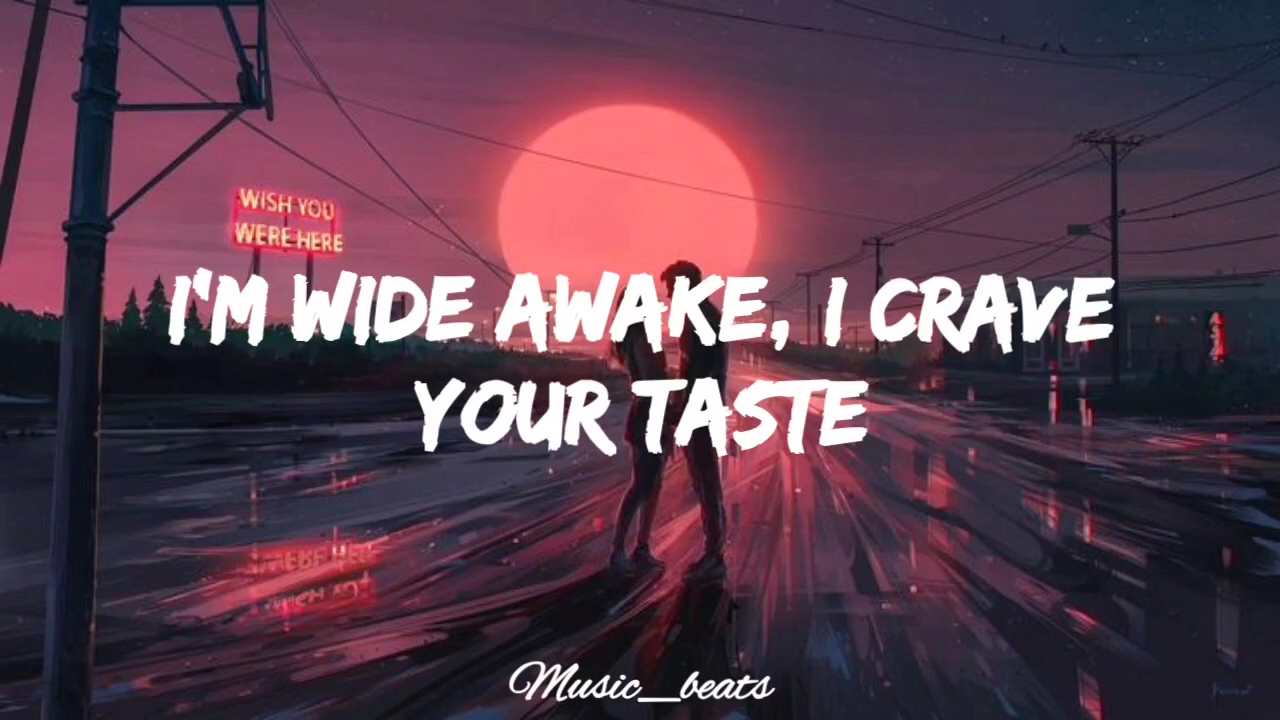 WISH YOU
WERE HERE
I'M WIDE AWAKE, I CRAVE
YOUR TASTE
Music_beats